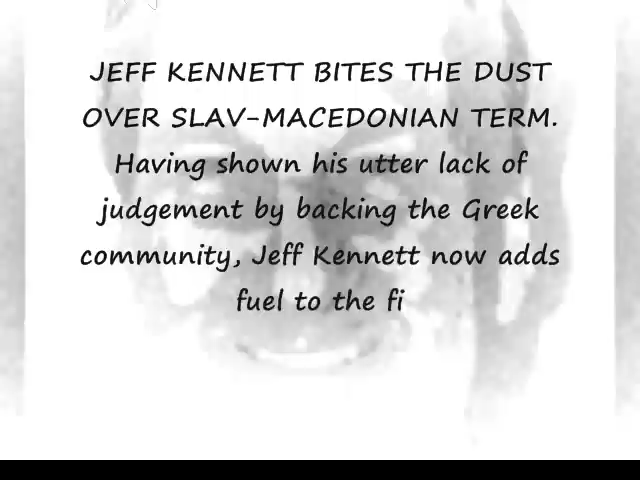 JEFF KENNETT BITES THE DUST
OVER SLAV-MACEDONIAN TERM.
Having shown his utter lack of
judgement by backing the Greek
community, Jeff Kennett now adds
fuel to the fi